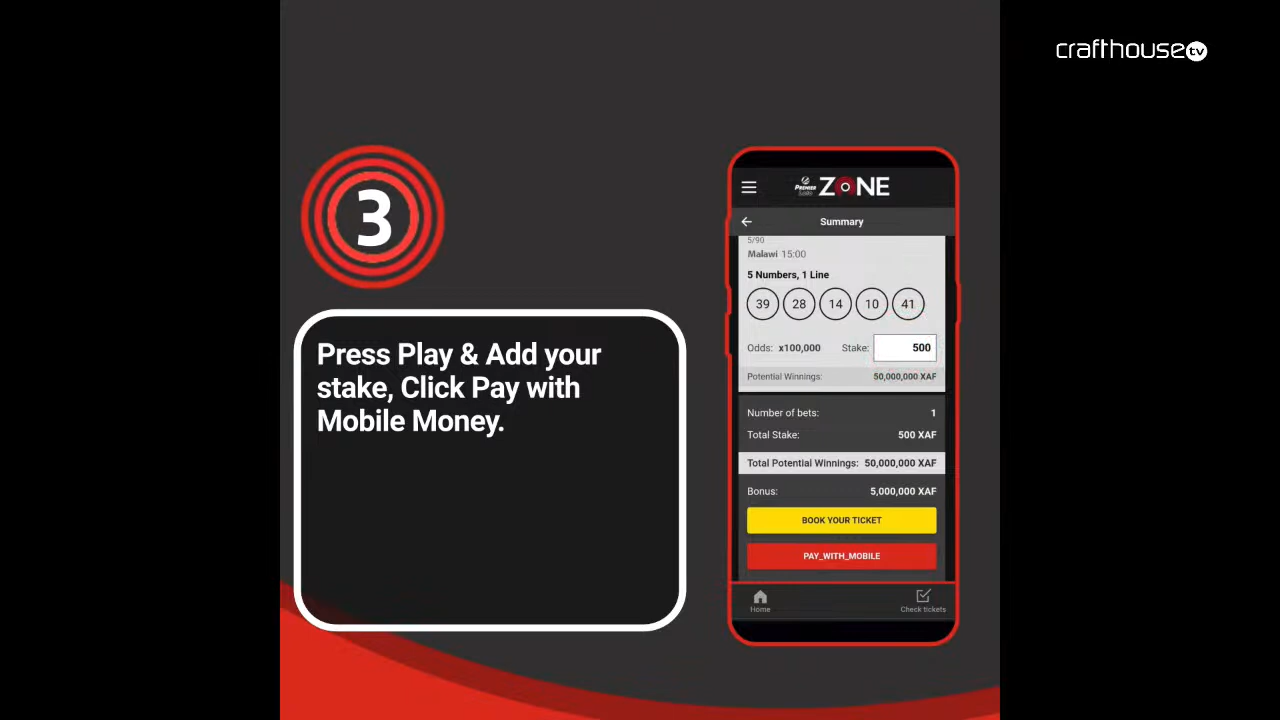 crafthouse tv
3
Press Play & Add your
stake, Click Pay with
Mobile Money.
PREMIER ZONE
Summary
5/90
Malawi 15:00
5 Numbers, 1 Line
39 28 14 10 41
Odds: x100,000 Stake: 500
Potential Winnings: 50,000,000 XAF
Number of bets: 1
Total Stake: 500 XAF
Total Potential Winnings: 50,000,000 XAF
Bonus: 5,000,000 XAF
BOOK YOUR TICKET
PAY_WITH_MOBILE
Home Check tickets